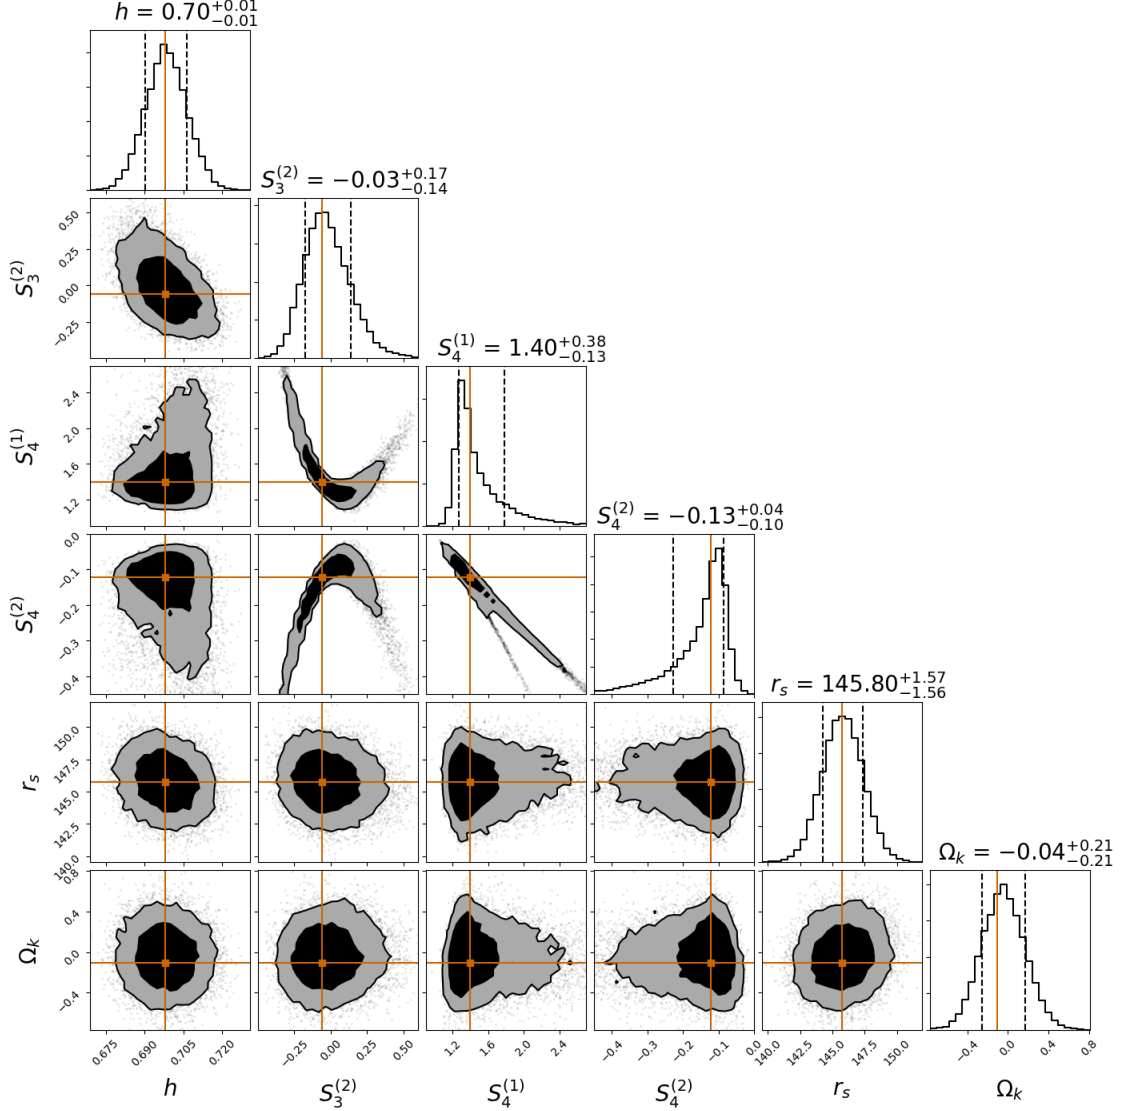 h = 0.70^{+0.01}_{-0.01}
S_3^{(2)} = −0.03^{+0.17}_{-0.14}
0.50
0.25
0.00
−0.25
S_3^{(2)}
S_4^{(1)} = 1.40^{+0.38}_{-0.13}
2.4
2.0
1.6
1.2
S_4^{(1)}
S_4^{(2)} = −0.13^{+0.04}_{-0.10}
0.0
−0.1
−0.2
−0.3
−0.4
S_4^{(2)}
r_s = 145.80^{+1.57}_{-1.56}
150.0
147.5
145.0
142.5
140.0
r_s
Ω_k = −0.04^{+0.21}_{-0.21}
0.8
0.4
0.0
−0.4
Ω_k
0.675 0.690 0.705 0.720
−0.25 0.00 0.25 0.50
1.2 1.6 2.0 2.4
−0.4 −0.3 −0.2 −0.1 0.0
140.0 142.5 145.0 147.5 150.0
−0.4 0.0 0.4 0.8
h S_3^{(2)} S_4^{(1)} S_4^{(2)} r_s Ω_k